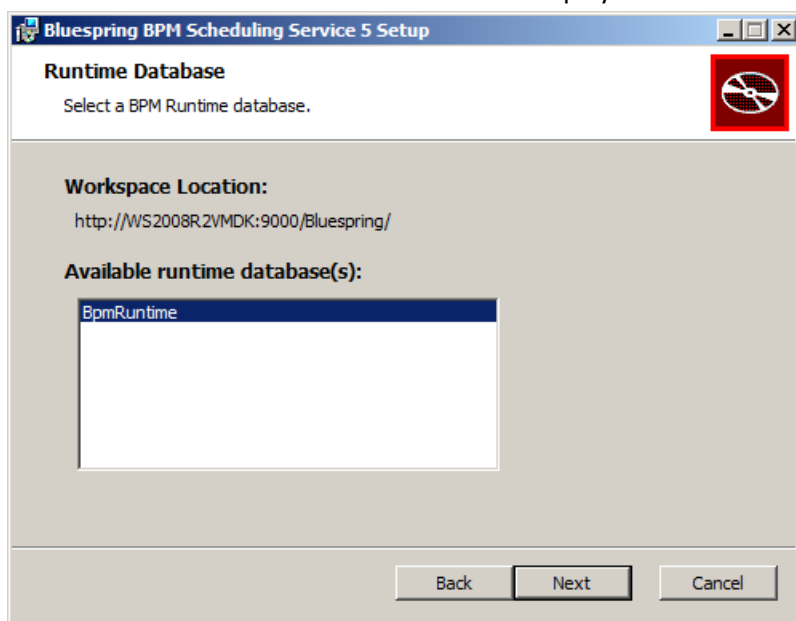 Bluespring BPM Scheduling Service 5 Setup
Runtime Database
Select a BPM Runtime database.
Workspace Location:
http://WS2008R2VMDK:9000/Bluespring/
Available runtime database(s):
BpmRuntime
Back Next Cancel